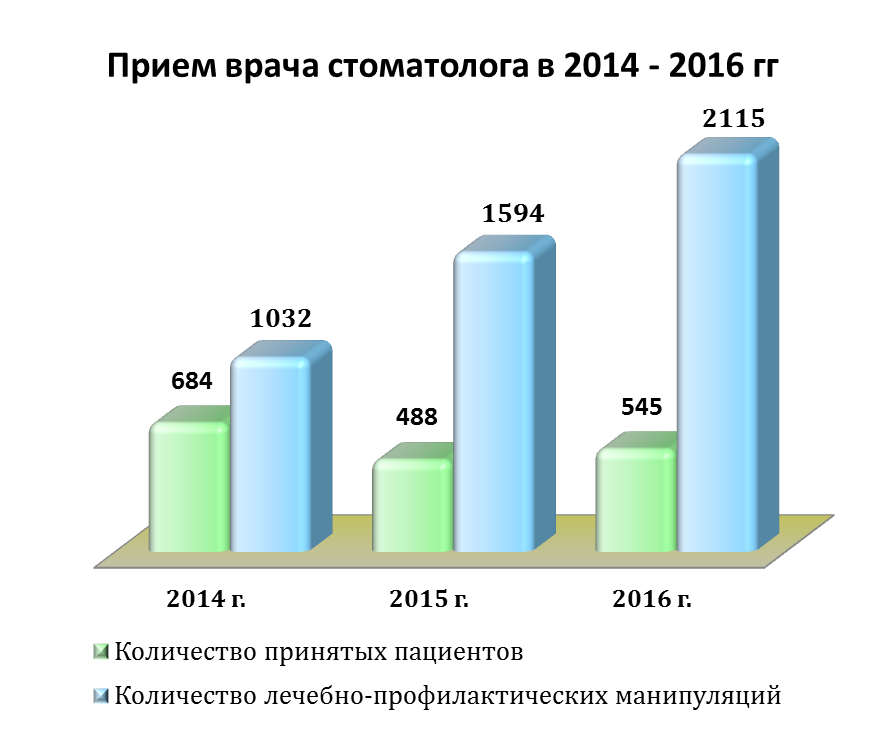 Прием врача стоматолога в 2014 - 2016 гг
2115
1594
1032
684
488
545
2014 г.
2015 г.
2016 г.
Количество принятых пациентов
Количество лечебно-профилактических манипуляций